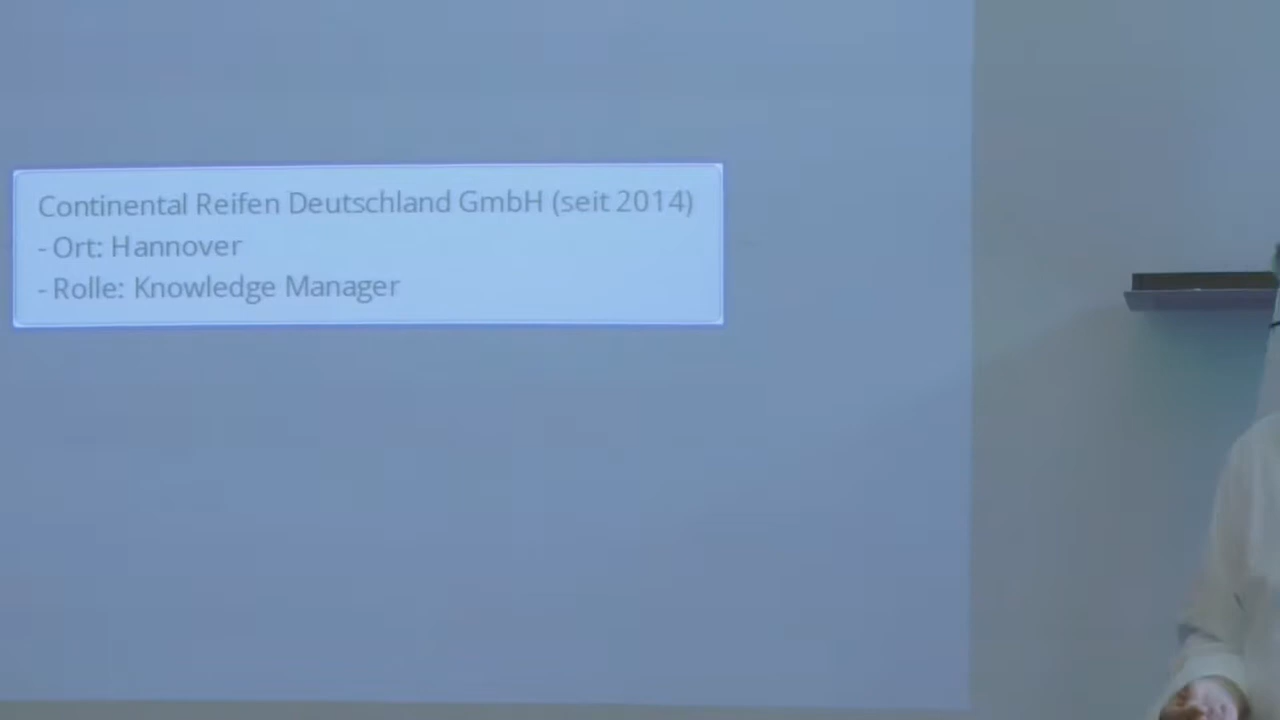 Continental Reifen Deutschland GmbH (seit 2014)
- Ort: Hannover
- Rolle: Knowledge Manager